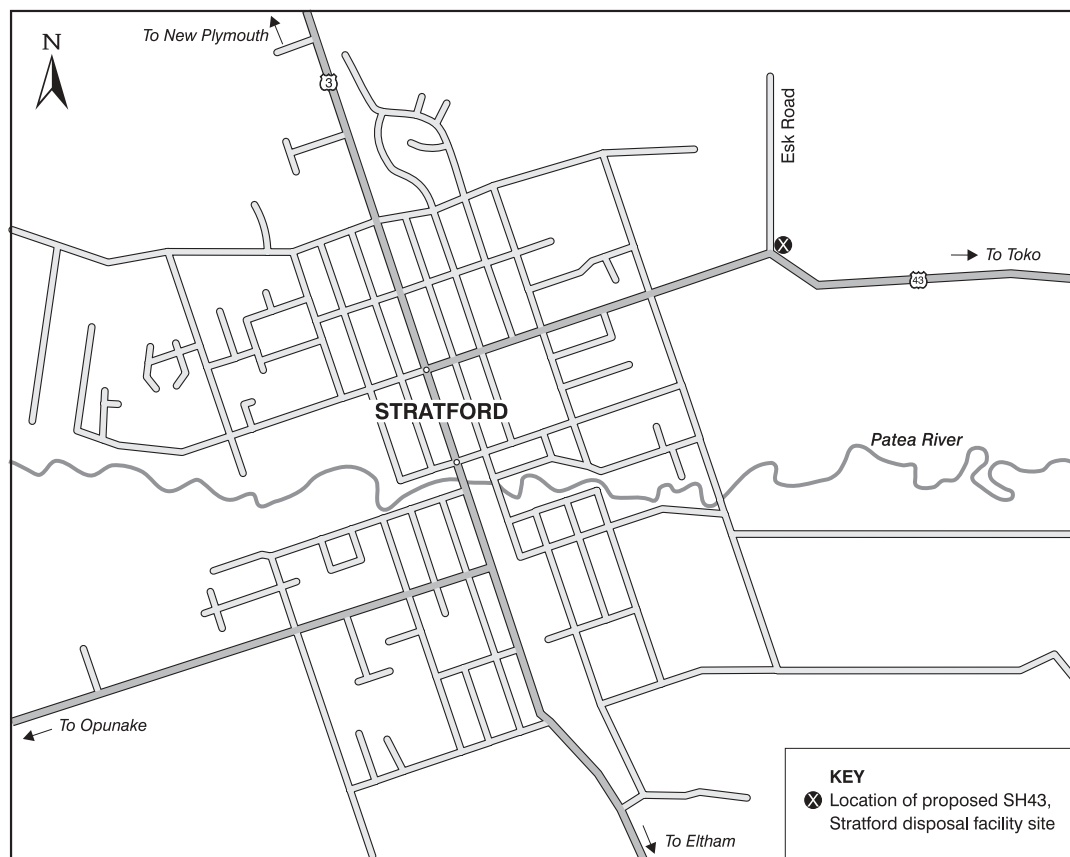 To New Plymouth
N
3
Esk Road
To Toko
43
STRATFORD
Patea River
To Opunake
KEY
Location of proposed SH43,
Stratford disposal facility site
To Eltham